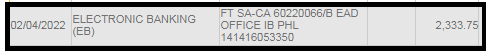 02/04/2022 ELECTRONIC BANKING (EB) FT SA-CA 60220066/B EAD OFFICE IB PHL 141416053350 2,333.75